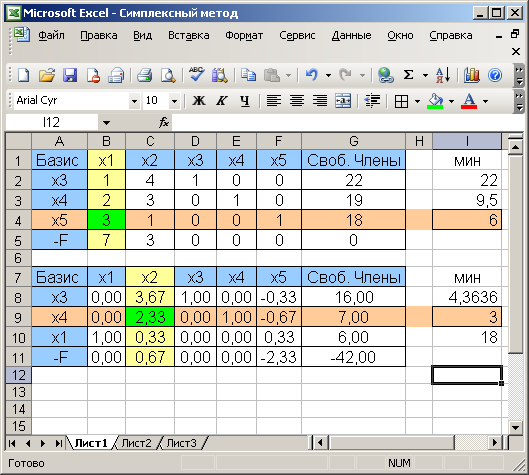 Microsoft Excel - Симплексный метод
Файл Правка Вид Вставка Формат Сервис Данные Окно Справка
Arial Cyr 10 Ж К Ч
I12 fx
A B C D E F G H I
1 Базис x1 x2 x3 x4 x5 Своб. Члены мин
2 x3 1 4 1 0 0 22 22
3 x4 2 3 0 1 0 19 9,5
4 x5 3 1 0 0 1 18 6
5 -F 7 3 0 0 0 0
6
7 Базис x1 x2 x3 x4 x5 Своб. Члены мин
8 x3 0,00 3,67 1,00 0,00 -0,33 16,00 4,3636
9 x4 0,00 2,33 0,00 1,00 -0,67 7,00 3
10 x1 1,00 0,33 0,00 0,00 0,33 6,00 18
11 -F 0,00 0,67 0,00 0,00 -2,33 -42,00
12
13
14
15
Лист1 Лист2 Лист3
Готово NUM